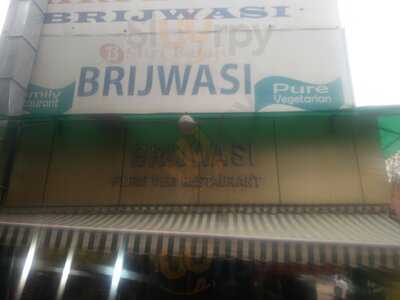 BRIJWASI
BRIJWASI
mily
staurant
Pure
Vegetarian
BRIJWASI
PURE VEG RESTAURANT